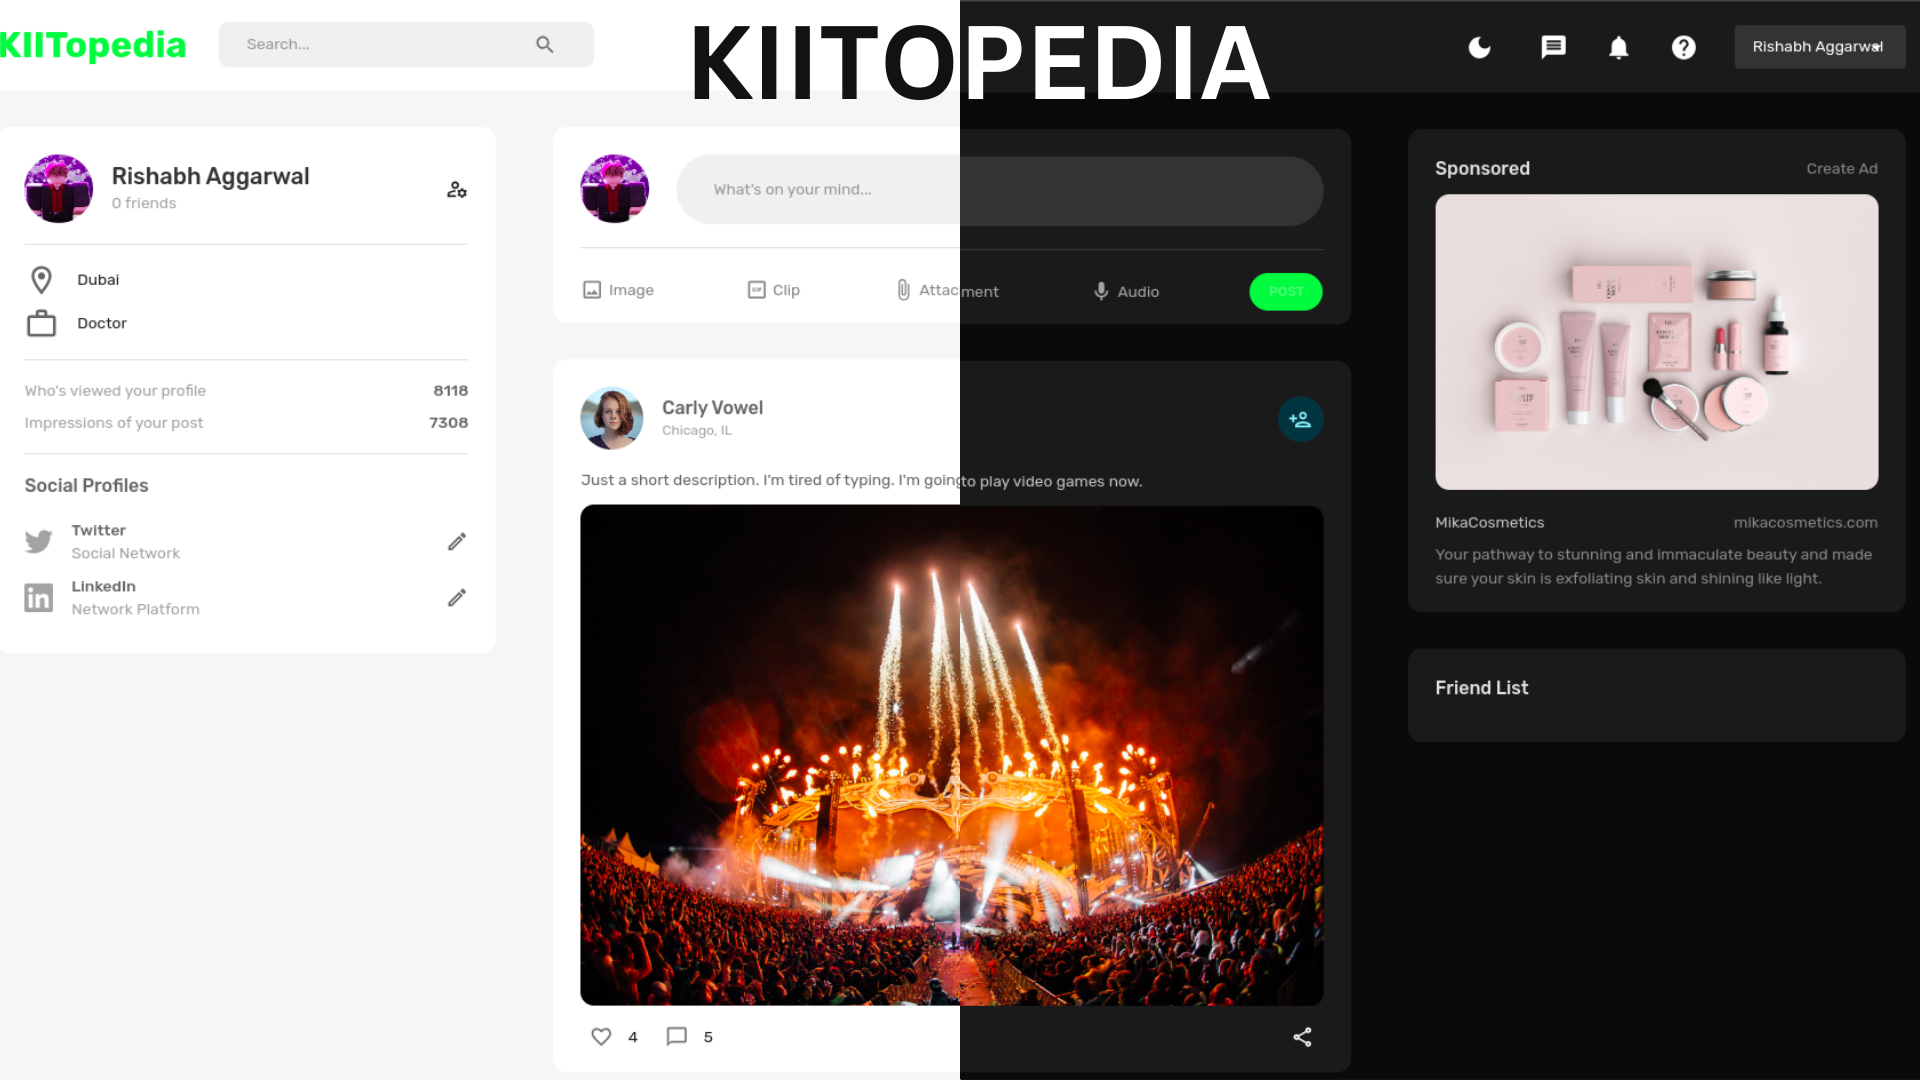 KIITopedia
Search...
KIITOPEDIA
Rishabh Aggarwal
Rishabh Aggarwal
0 friends
Dubai
Doctor
Who's viewed your profile 8118
Impressions of your post 7308
Social Profiles
Twitter
Social Network
LinkedIn
Network Platform
What's on your mind...
Image
GIF
Clip
Attachment
Audio
POST
Carly Vowel
Chicago, IL
Just a short description. I'm tired of typing. I'm going to play video games now.
4
5
Sponsored
Create Ad
MikaCosmetics
mikacosmetics.com
Your pathway to stunning and immaculate beauty and made
sure your skin is exfoliating skin and shining like light.
Friend List